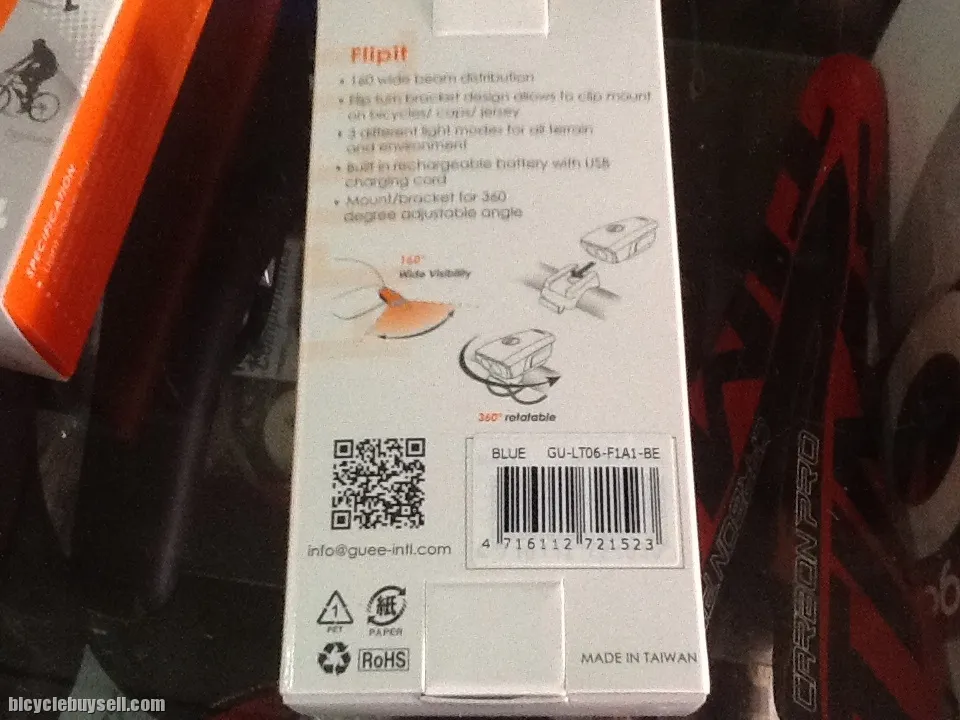 Flipit
• 160 wide beam distribution
• Flip turn bracket design allows to clip mount
on bicycles/ caps/ jersey
• 3 different light modes for all terrain
and environment
• Built in rechargeable battery with USB
charging cord
• Mount/bracket for 360
degree adjustable angle
160°
Wide Visibility
360° rotatable
BLUE GU-LT06-F1A1-BE
4 716112 721523
info@guee-intl.com
1
PET
紙
PAPER
RoHS
MADE IN TAIWAN
SPECIFICATION
CARBON PRO
bicyclebuysell.com